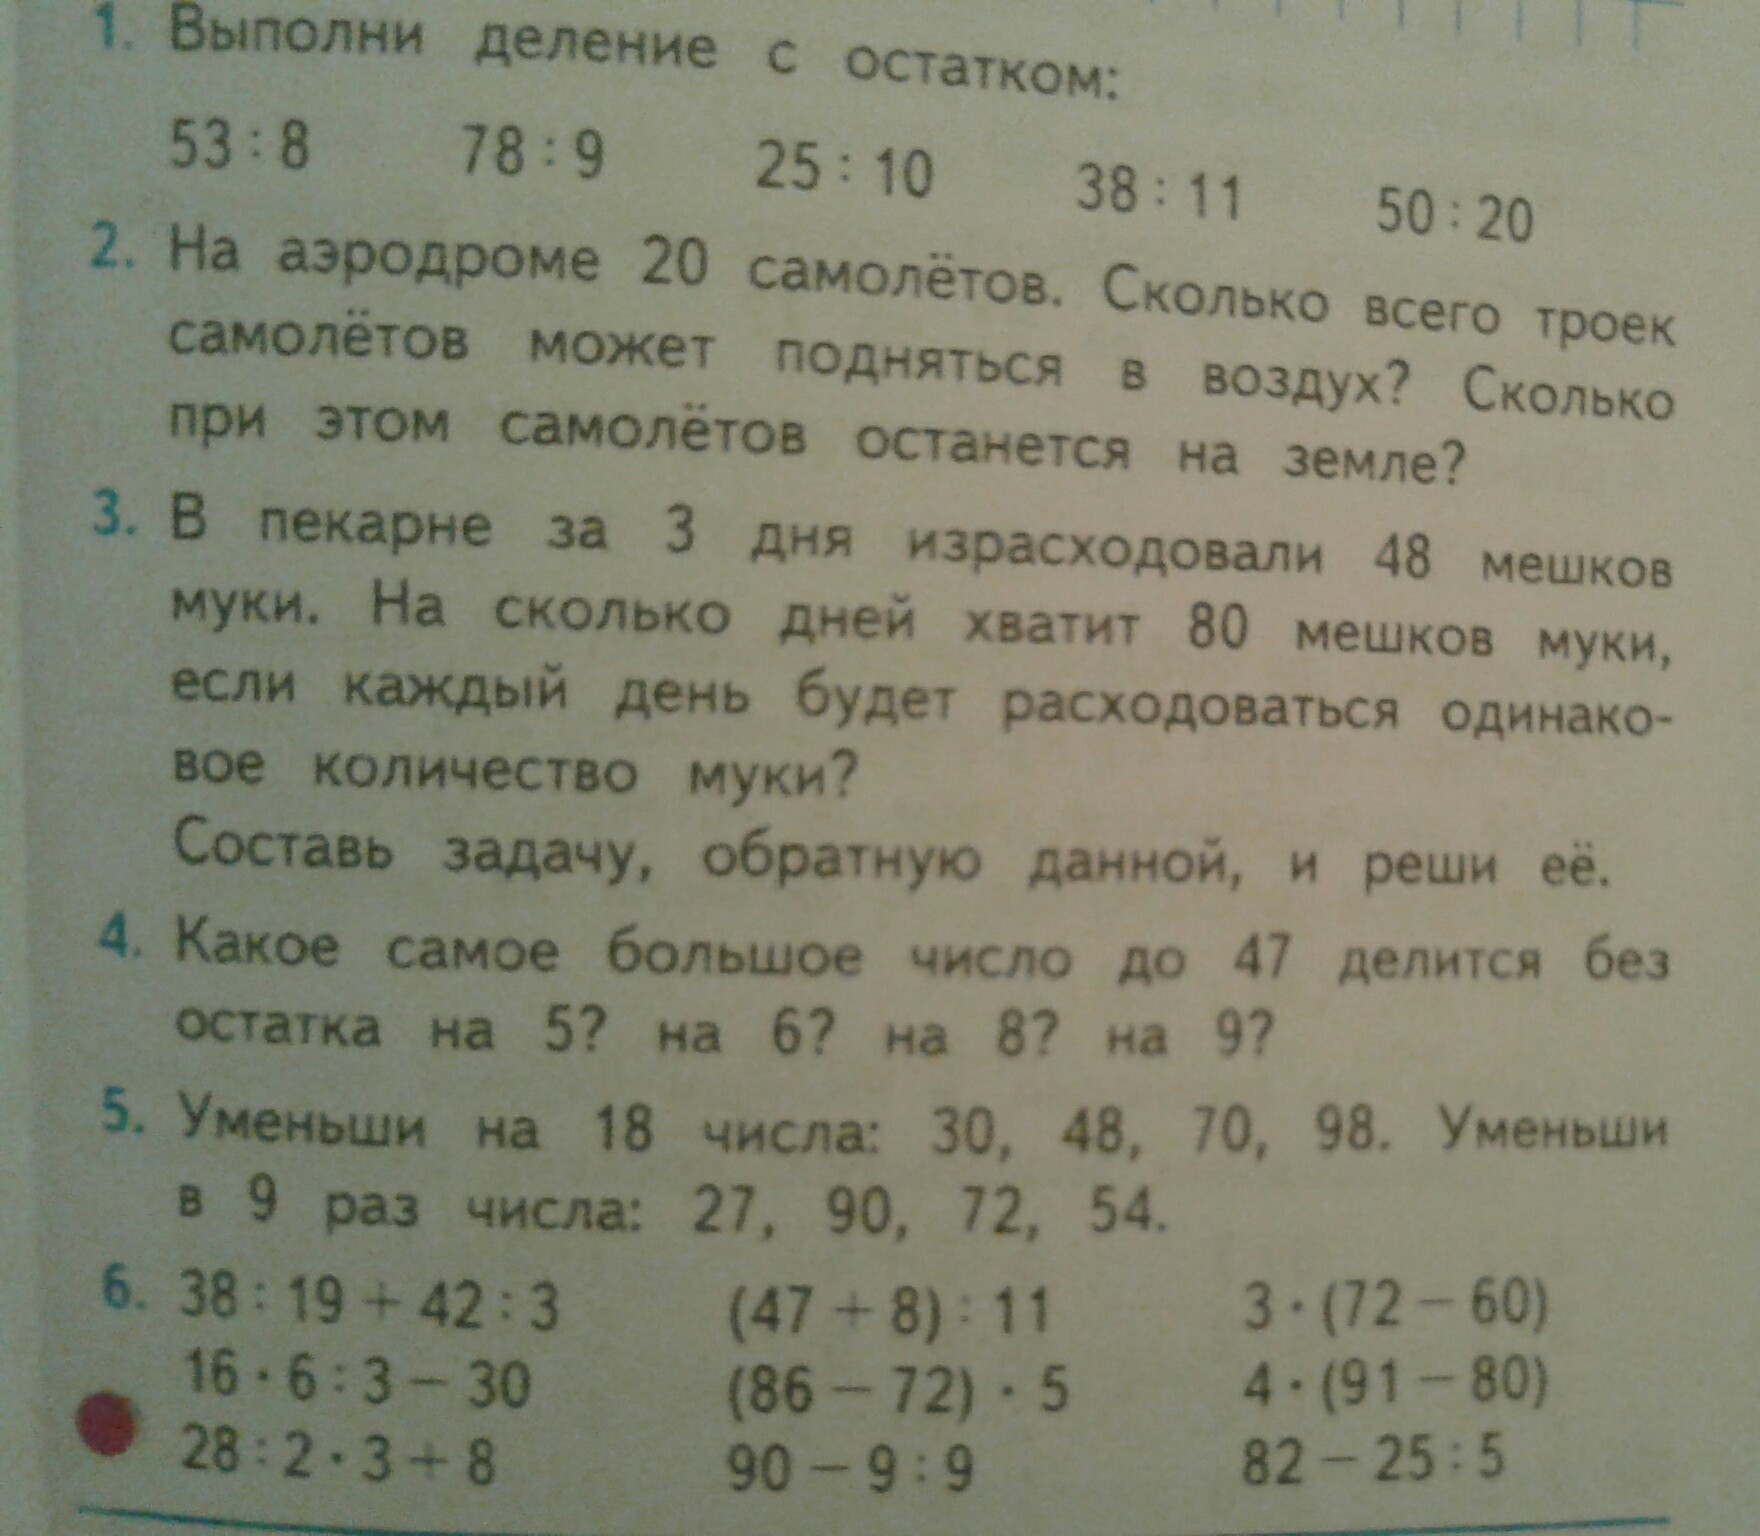 1. Выполни деление с остатком:
53 : 8 78 : 9 25 : 10 38 : 11 50 : 20
2. На аэродроме 20 самолётов. Сколько всего троек
самолётов может подняться в воздух? Сколько
при этом самолётов останется на земле?
3. В пекарне за 3 дня израсходовали 48 мешков
муки. На сколько дней хватит 80 мешков муки,
если каждый день будет расходоваться одинако-
вое количество муки?
Составь задачу, обратную данной, и реши её.
4. Какое самое большое число до 47 делится без
остатка на 5? на 6? на 8? на 9?
5. Уменьши на 18 числа: 30, 48, 70, 98. Уменьши
в 9 раз числа: 27, 90, 72, 54.
6. 38 : 19 + 42 : 3 (47 + 8) : 11 3 · (72 − 60)
16 · 6 : 3 − 30 (86 − 72) · 5 4 · (91 − 80)
28 : 2 · 3 + 8 90 − 9 : 9 82 − 25 : 5